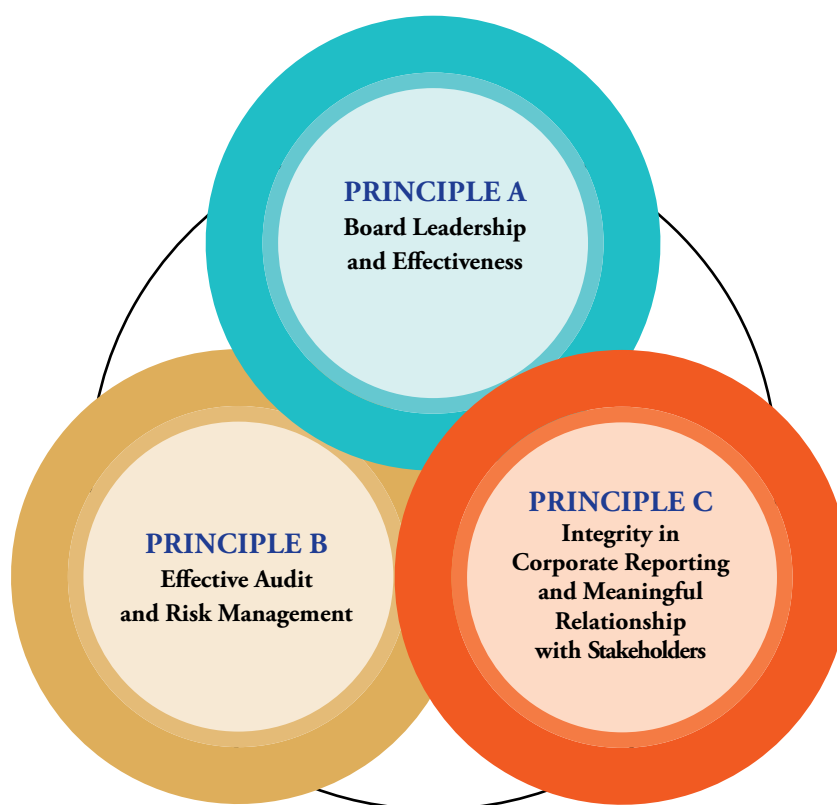 PRINCIPLE A
Board Leadership
and Effectiveness
PRINCIPLE B
Effective Audit
and Risk Management
PRINCIPLE C
Integrity in
Corporate Reporting
and Meaningful
Relationship
with Stakeholders